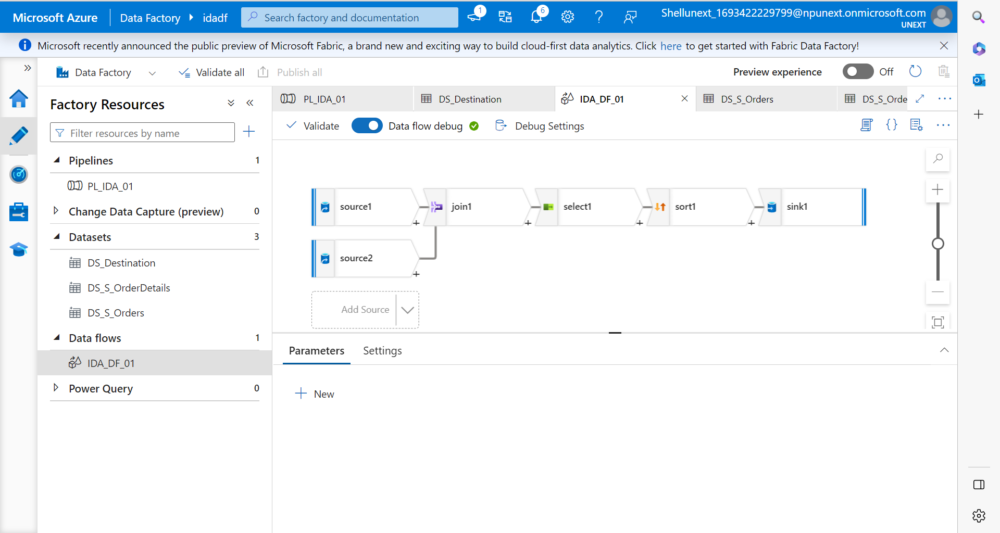 Microsoft Azure
Data Factory
idadf
Search factory and documentation
1
6
Shellunext_1693422229799@npunext.onmicrosoft.com
UNEXT
Microsoft recently announced the public preview of Microsoft Fabric, a brand new and exciting way to build cloud-first data analytics. Click here to get started with Fabric Data Factory!
Data Factory
Validate all
Publish all
Preview experience
Off
Factory Resources
Filter resources by name
Pipelines 1
PL_IDA_01
Change Data Capture (preview) 0
Datasets 3
DS_Destination
DS_S_OrderDetails
DS_S_Orders
Data flows 1
IDA_DF_01
Power Query 0
PL_IDA_01
DS_Destination
IDA_DF_01
DS_S_Orders
DS_S_Orde
Validate
Data flow debug
Debug Settings
source1
join1
select1
sort1
sink1
source2
Add Source
Parameters
Settings
New